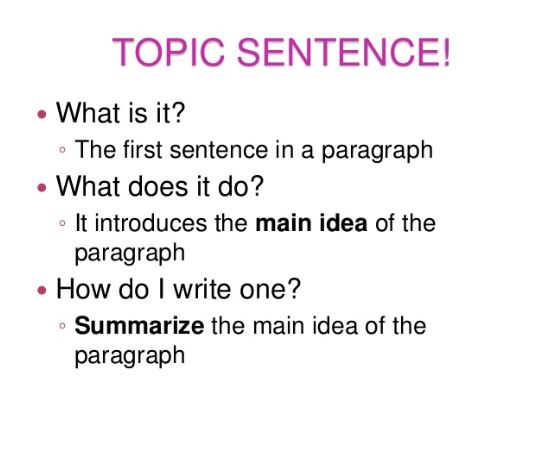 TOPIC SENTENCE!
• What is it?
◦ The first sentence in a paragraph
• What does it do?
◦ It introduces the main idea of the
paragraph
• How do I write one?
◦ Summarize the main idea of the
paragraph